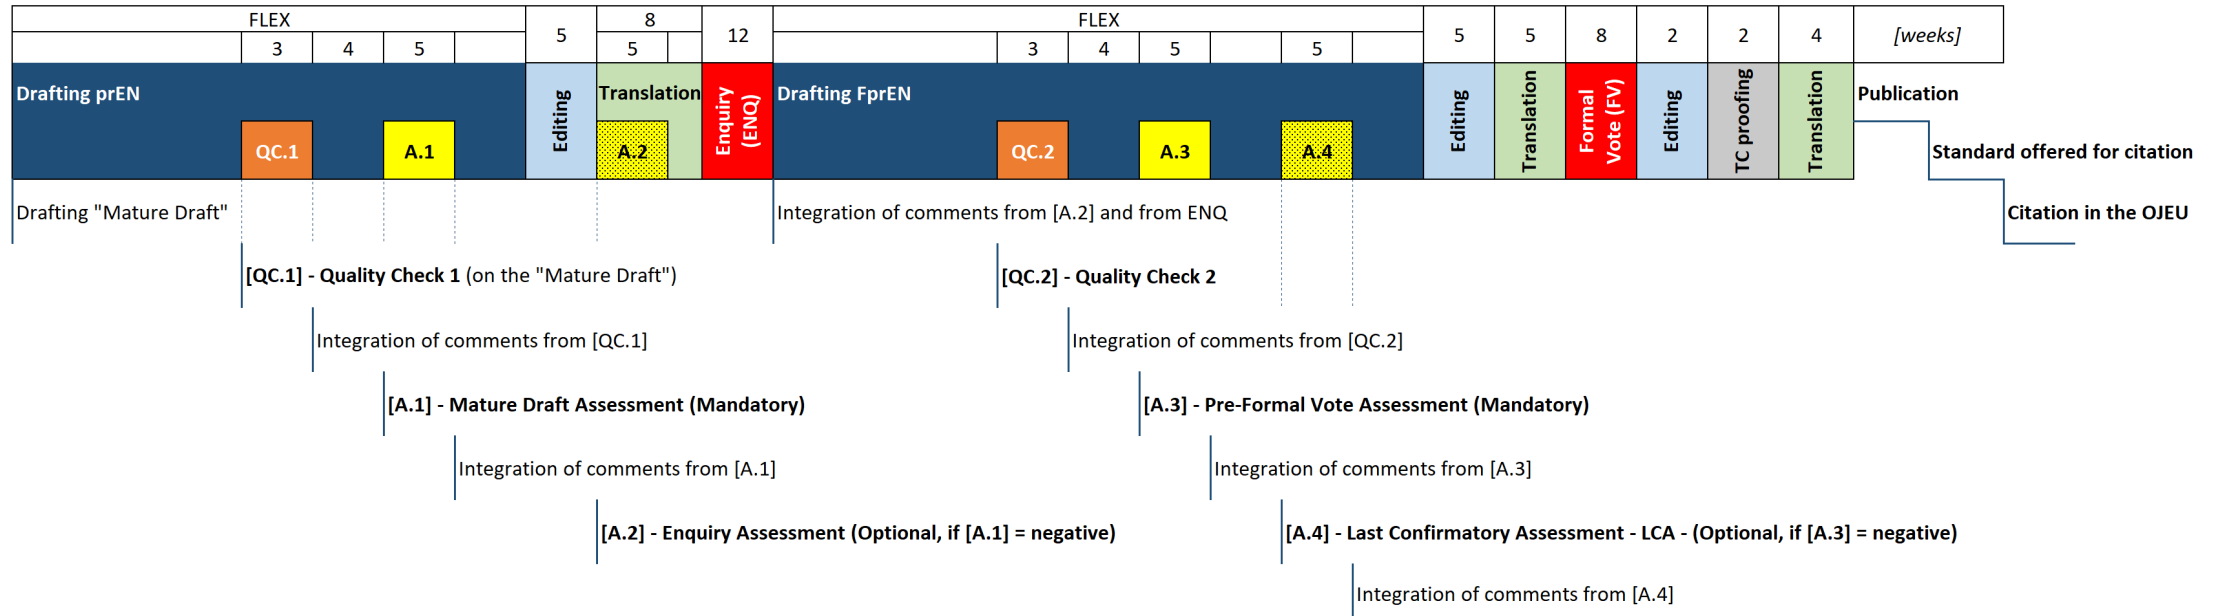 FLEX
5
8
12
FLEX
5
5
8
2
2
4
[weeks]
3
4
5
5
3
4
5
5
Drafting prEN
QC.1
A.1
Editing
Translation
A.2
Enquiry
(ENQ)
Drafting FprEN
QC.2
A.3
A.4
Editing
Translation
Formal
Vote (FV)
Editing
TC proofing
Translation
Publication
Standard offered for citation
Citation in the OJEU
Drafting "Mature Draft"
Integration of comments from [A.2] and from ENQ
[QC.1] - Quality Check 1 (on the "Mature Draft")
[QC.2] - Quality Check 2
Integration of comments from [QC.1]
Integration of comments from [QC.2]
[A.1] - Mature Draft Assessment (Mandatory)
[A.3] - Pre-Formal Vote Assessment (Mandatory)
Integration of comments from [A.1]
Integration of comments from [A.3]
[A.2] - Enquiry Assessment (Optional, if [A.1] = negative)
[A.4] - Last Confirmatory Assessment - LCA - (Optional, if [A.3] = negative)
Integration of comments from [A.4]